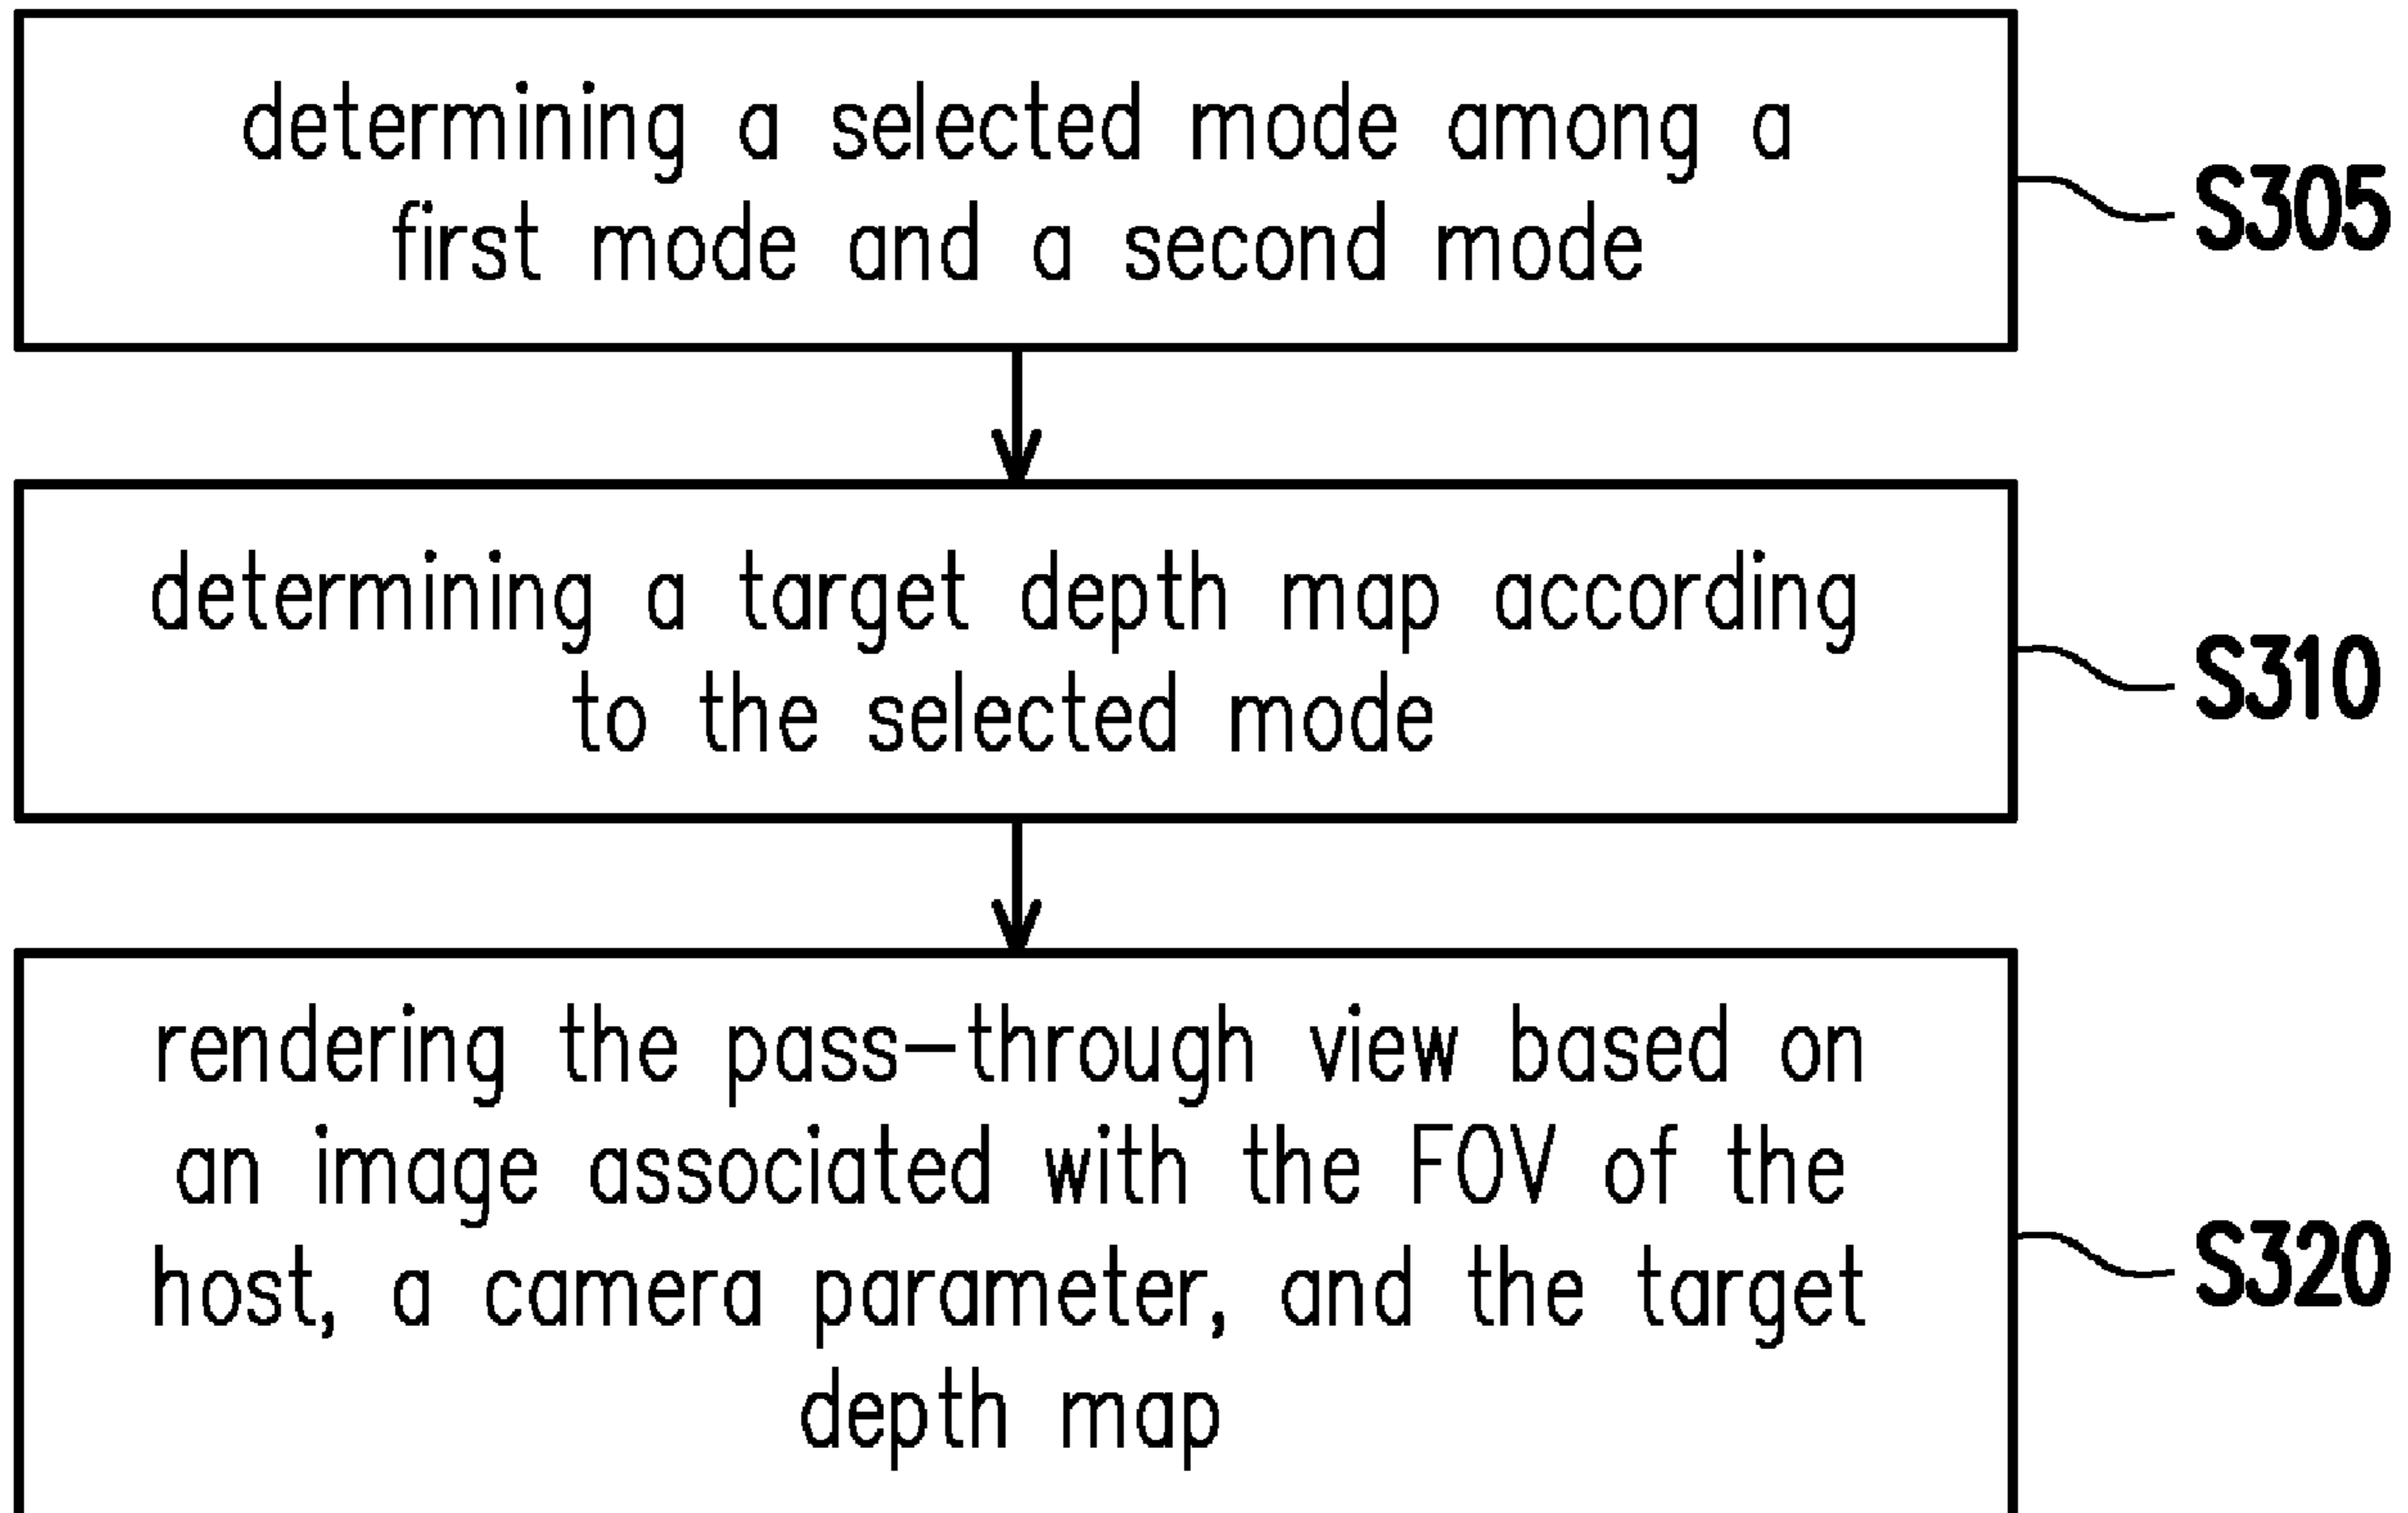 determining a selected mode among a
first mode and a second mode
S305
determining a target depth map according
to the selected mode
S310
rendering the pass-through view based on
an image associated with the FOV of the
host, a camera parameter, and the target
depth map
S320